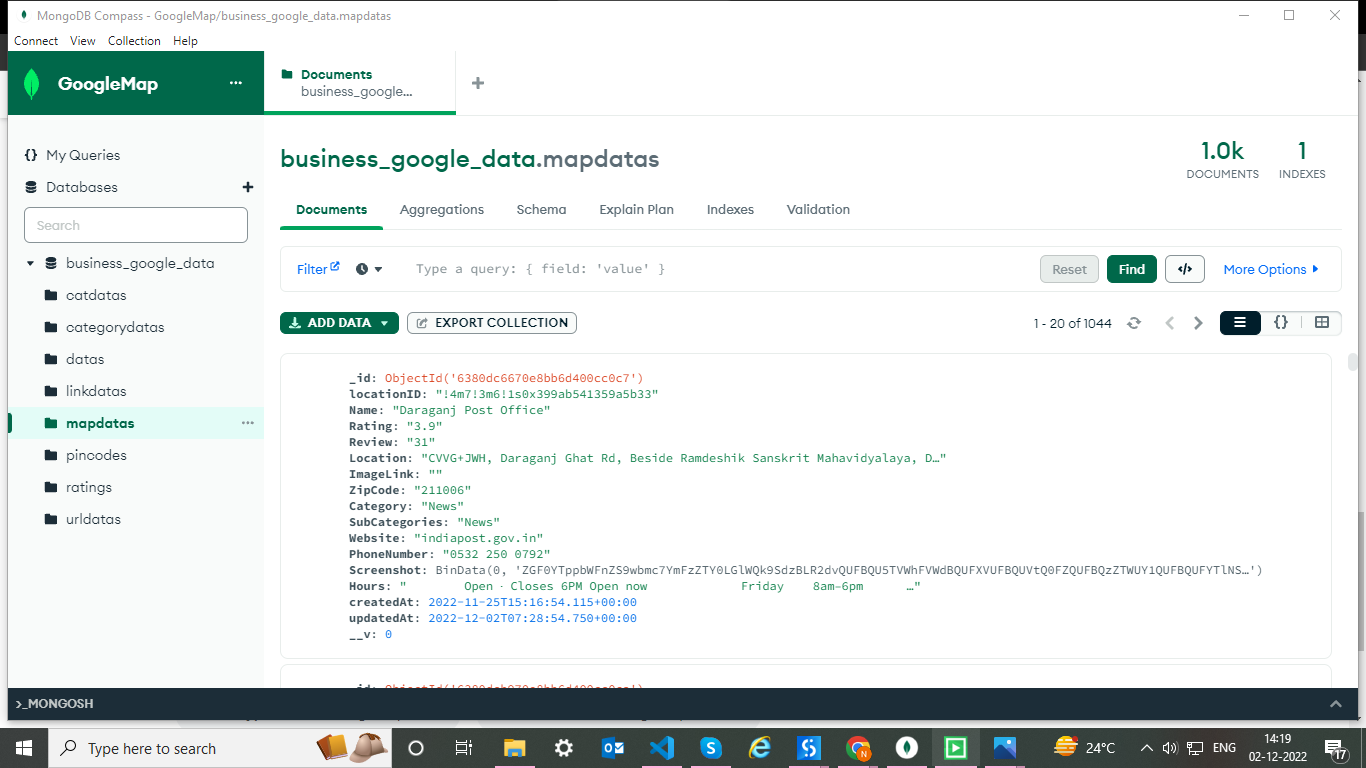 MongoDB Compass - GoogleMap/business_google_data.mapdatas
Connect View Collection Help
GoogleMap
Documents
business_google...
My Queries
Databases
Search
business_google_data
catdatas
categorydatas
datas
linkdatas
mapdatas
pincodes
ratings
urldatas
business_google_data.mapdatas
1.0k
DOCUMENTS
1
INDEXES
Documents Aggregations Schema Explain Plan Indexes Validation
Filter Type a query: { field: 'value' } Reset Find </> More Options
ADD DATA EXPORT COLLECTION 1 - 20 of 1044 {}
_id: ObjectId('6380dc6670e8bb6d400cc0c7')
locationID: "!4m7!3m6!1s0x399ab541359a5b33"
Name: "Daraganj Post Office"
Rating: "3.9"
Review: "31"
Location: "CVVG+JWH, Daraganj Ghat Rd, Beside Ramdeshik Sanskrit Mahavidyalaya, D…"
ImageLink: ""
ZipCode: "211006"
Category: "News"
SubCategories: "News"
Website: "indiapost.gov.in"
PhoneNumber: "0532 250 0792"
Screenshot: BinData(0, 'ZGF0YTppbWFnZS9wbmc7YmFzZTY0LGlWQk9SdzBLR2dvQUFBQU5TVWhFVWdBQUFXUFBQUVtQ0FZQUFBQzZTWUY1QUFBQUFYTlNS…')
Hours: " Open ⋅ Closes 6PM Open now Friday 8am–6pm …"
createdAt: 2022-11-25T15:16:54.115+00:00
updatedAt: 2022-12-02T07:28:54.750+00:00
__v: 0
>_MONGOSH
Type here to search
24°C
ENG
14:19
02-12-2022
17